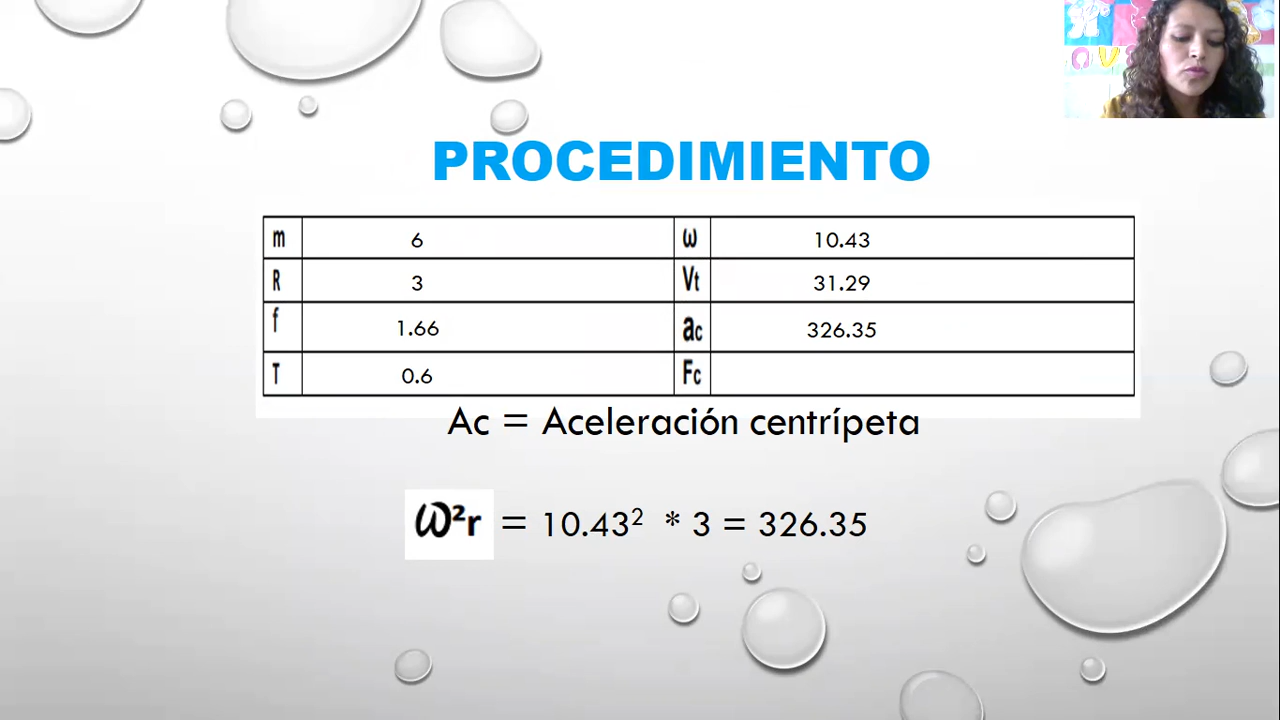 PROCEDIMIENTO
m 6 ω 10.43
R 3 Vt 31.29
f 1.66 ac 326.35
T 0.6 Fc
Ac = Aceleración centrípeta
ω²r = 10.43² * 3 = 326.35